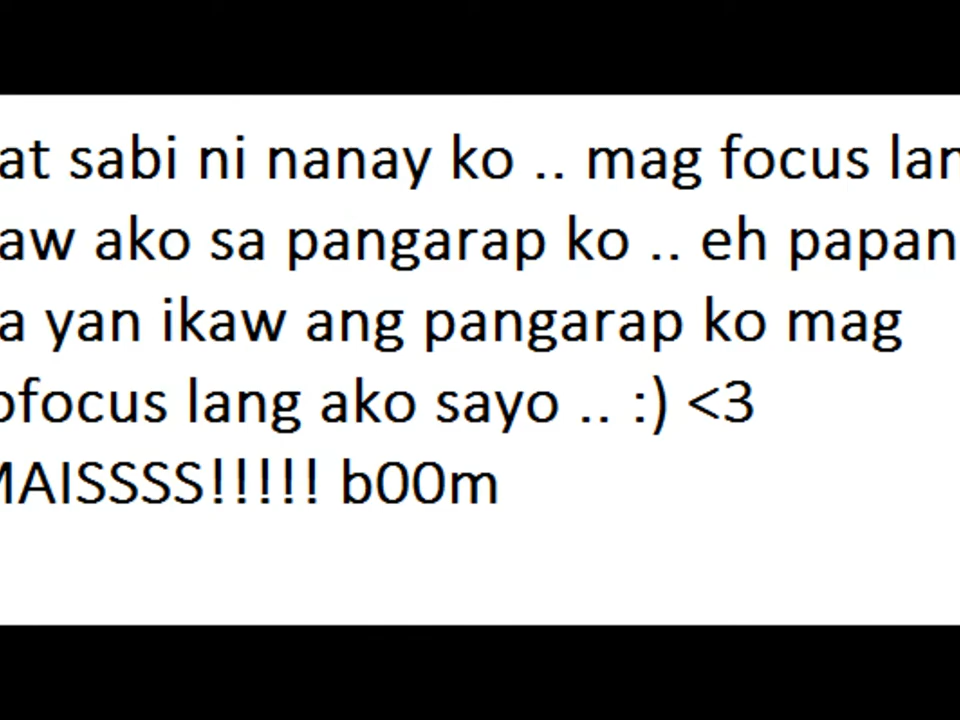 at sabi ni nanay ko .. mag focus lan
aw ako sa pangarap ko .. eh papan
a yan ikaw ang pangarap ko mag
ofocus lang ako sayo .. :) <3
MAISSSS!!!!! b00m